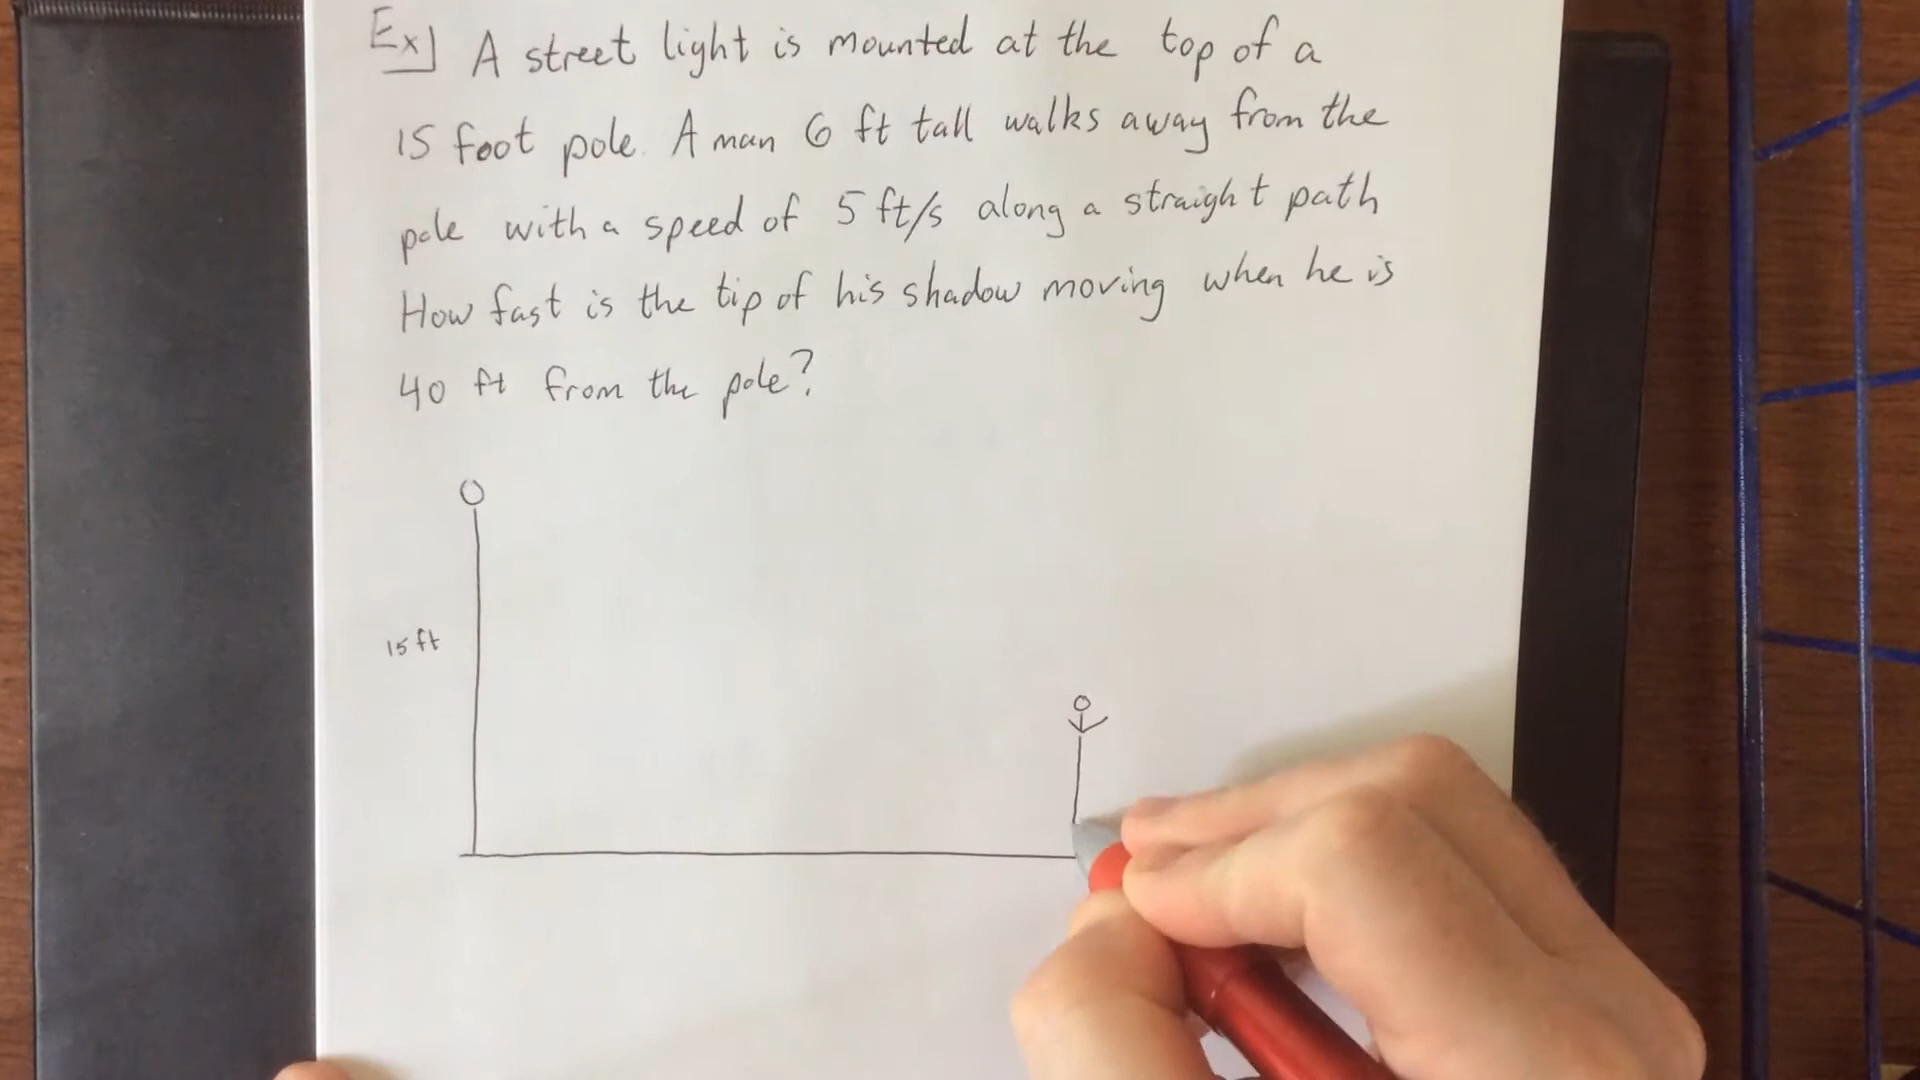 Ex] A street light is mounted at the top of a
15 foot pole. A man 6 ft tall walks away from the
pole with a speed of 5 ft/s along a straight path
How fast is the tip of his shadow moving when he is
40 ft from the pole?
15 ft